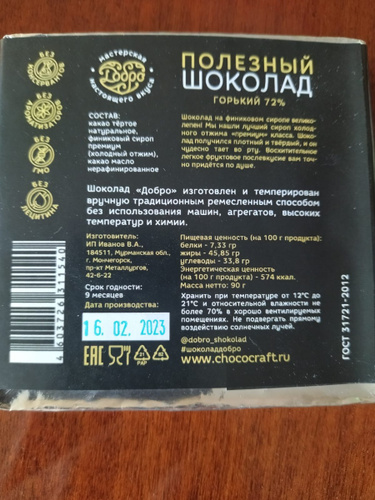 БЕЗ
КОНСЕРВАНТОВ
БЕЗ
АРОМАТИЗАТОРОВ
БЕЗ
ГМО
БЕЗ
ЛЕЦИТИНА
мастерская
Добро
настоящего вкуса
ПОЛЕЗНЫЙ
ШОКОЛАД
ГОРЬКИЙ 72%
СОСТАВ:
какао тёртое
натуральное,
финиковый сироп
премиум
(холодный отжим),
какао масло
нерафинированное
Шоколад на финиковом сиропе велико-
лепен! Мы нашли лучший сироп холод-
ного отжима «премиум» класса. Шоко-
лад получился плотный и твёрдый, и он
чудесно тает во рту. Восхитительное
легкое фруктовое послевкусие вам точ-
но придётся по душе.
Шоколад «Добро» изготовлен и темперирован
вручную традиционным ремесленным способом
без использования машин, агрегатов, высоких
температур и химии.
Изготовитель:
ИП Иванов В.А.,
184511, Мурманская обл.,
г. Мончегорск,
пр-кт Металлургов,
42-6-22
Срок годности:
9 месяцев
Дата производства:
16. 02. 2023
Пищевая ценность (на 100 г продукта):
белки - 7,33 гр
жиры - 45,85 гр
углеводы - 33,8 гр
Энергетическая ценность
(на 100 г продукта) - 574 ккал.
Масса нетто: 90 г
Хранить при температуре от 12°С до
21°С и относительной влажности не
более 70% в хорошо вентилируемых
помещениях. Не подвергать прямому
воздействию солнечных лучей.
@dobro_shokolad
#шоколаддобро
www.chococraft.ru
ГОСТ 31721-2012
4603726311540
EAC
PAP